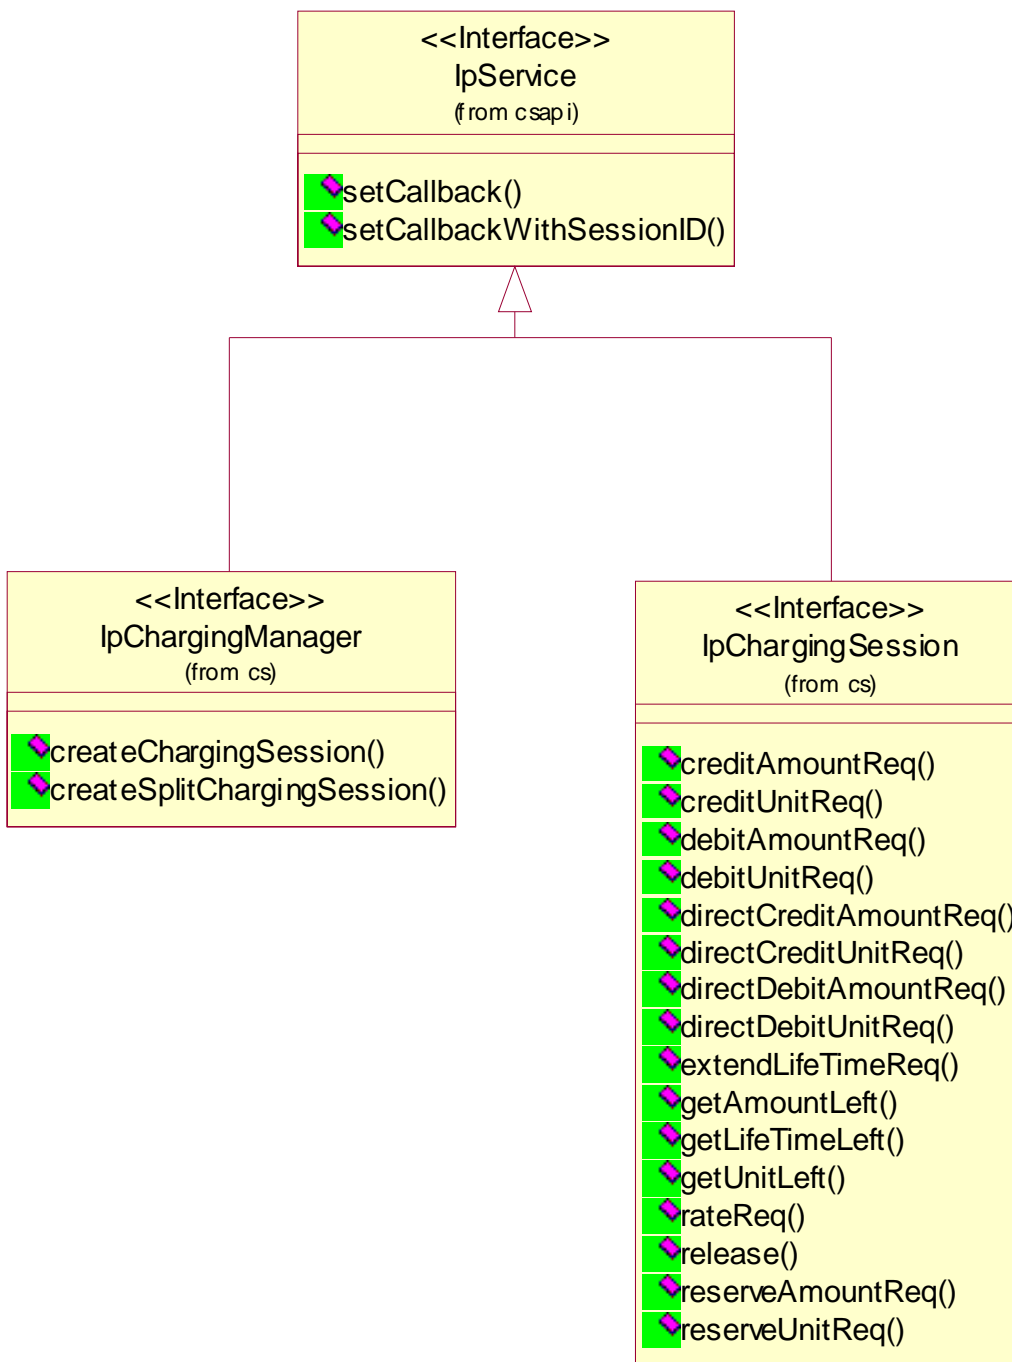 <<Interface>>
IpService
(from csapi)
setCallback()
setCallbackWithSessionID()
<<Interface>>
IpChargingManager
(from cs)
createChargingSession()
createSplitChargingSession()
<<Interface>>
IpChargingSession
(from cs)
creditAmountReq()
creditUnitReq()
debitAmountReq()
debitUnitReq()
directCreditAmountReq()
directCreditUnitReq()
directDebitAmountReq()
directDebitUnitReq()
extendLifeTimeReq()
getAmountLeft()
getLifeTimeLeft()
getUnitLeft()
rateReq()
release()
reserveAmountReq()
reserveUnitReq()